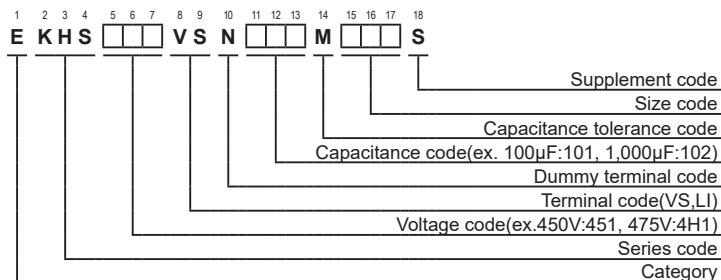 1 2 3 4 5 6 7 8 9 10 11 12 13 14 15 16 17 18
E K H S V S N M S
Supplement code
Size code
Capacitance tolerance code
Capacitance code(ex. 100μF:101, 1,000μF:102)
Dummy terminal code
Terminal code(VS,LI)
Voltage code(ex.450V:451, 475V:4H1)
Series code
Category